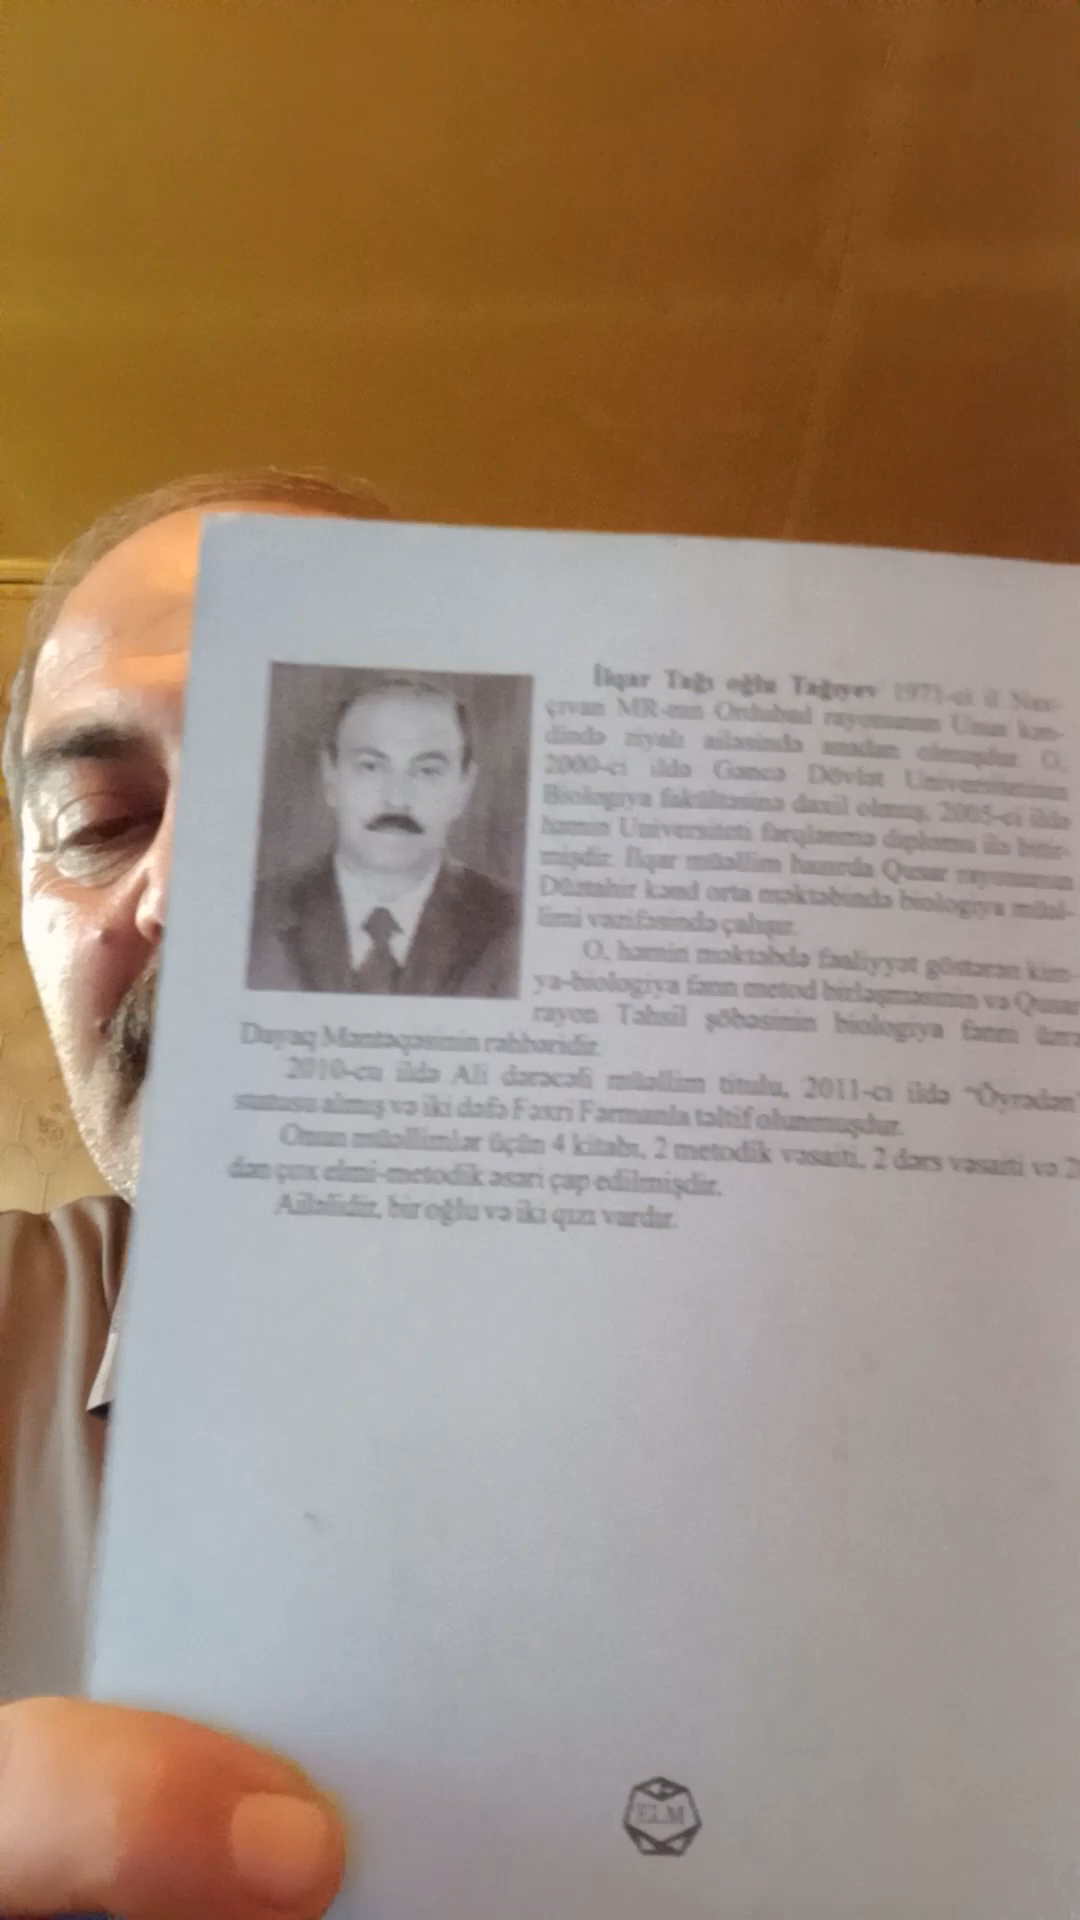 İlqar Tağı oğlu Tağıyev 1971-ci il Nax-
çıvan MR-nın Ordubad rayonunun Unus kən-
dində ziyalı ailəsində anadan olmuşdur. O,
2000-ci ildə Gəncə Dövlət Universitetinin
Biologiya fakültəsinə daxil olmuş, 2005-ci ildə
həmin Universiteti fərqlənmə diplomu ilə bitir-
mişdir. İlqar müəllim hazırda Qusar rayonunun
Düztahir kənd orta məktəbində biologiya müəl-
limi vəzifəsində çalışır.
O, həmin məktəbdə fəaliyyət göstərən kim-
ya-biologiya fənn metod birləşməsinin və Qusar
rayon Təhsil şöbəsinin biologiya fənni üzrə
Dayaq Məntəqəsinin rəhbəridir.
2010-cu ildə Ali dərəcəli müəllim titulu, 2011-ci ildə "Öyrədən"
statusu almış və iki dəfə Fəxri Fərmanla təltif olunmuşdur.
Onun müəllimlər üçün 4 kitabı, 2 metodik vəsaiti, 2 dərs vəsaiti və
dən çox elmi-metodik əsəri çap edilmişdir.
Ailəlidir, bir oğlu və iki qızı vardır.
ELM